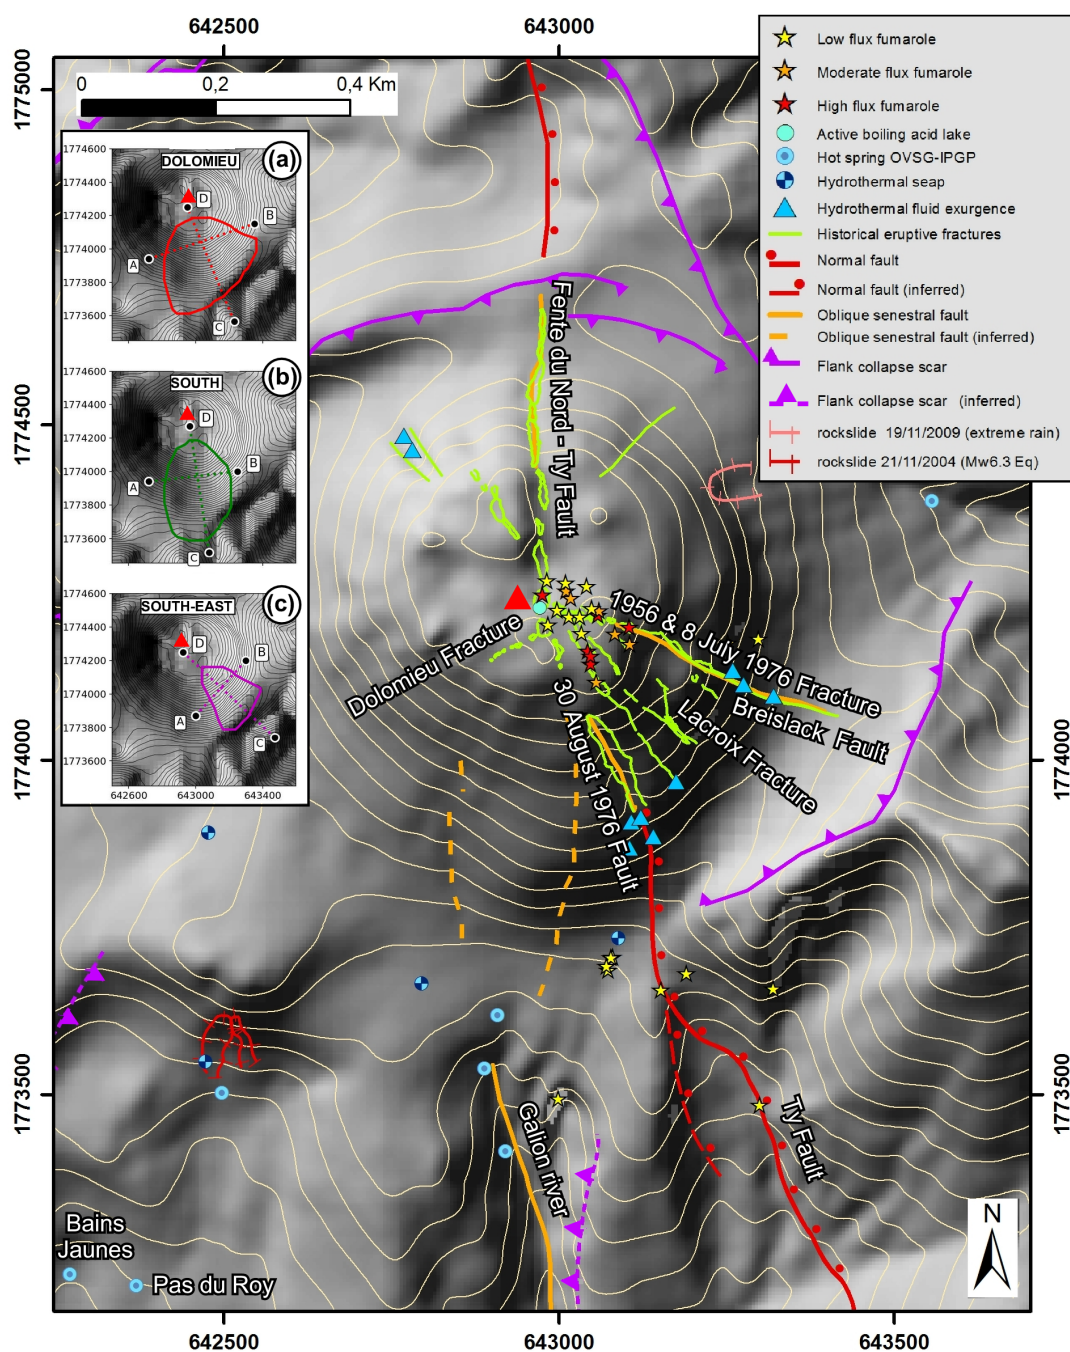 642500
643000
1775000
1774500
1774000
1773500
0
0,2
0,4 Km
Low flux fumarole
Moderate flux fumarole
High flux fumarole
Active boiling acid lake
Hot spring OVSG-IPGP
Hydrothermal seap
Hydrothermal fluid exurgence
Historical eruptive fractures
Normal fault
Normal fault (inferred)
Oblique senestral fault
Oblique senestral fault (inferred)
Flank collapse scar
Flank collapse scar (inferred)
rockslide 19/11/2009 (extreme rain)
rockslide 21/11/2004 (Mw6.3 Eq)
DOLOMIEU
(a)
1774600
1774400
1774200
1774000
1773800
1773600
D
B
A
C
SOUTH
(b)
1774600
1774400
1774200
1774000
1773800
1773600
D
B
A
C
SOUTH-EAST
(c)
1774600
1774400
1774200
1774000
1773800
1773600
D
B
A
C
642600
643000
643400
Fente du Nord - Ty Fault
1956 & 8 July 1976 Fracture
Breislack Fault
Dolomieu Fracture
Lacroix Fracture
30 August 1976 Fault
Galion river
Ty Fault
Bains
Jaunes
Pas du Roy
N
1773500
1774000
642500
643000
643500